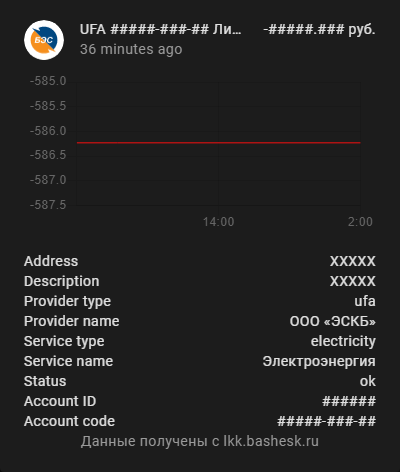 БЭС
UFA #####-###-## Ли… -#####.### руб.
36 minutes ago
-585.0
-585.5
-586.0
-586.5
-587.0
-587.5
14:00 2:00
Address XXXXX
Description XXXXX
Provider type ufa
Provider name ООО «ЭСКБ»
Service type electricity
Service name Электроэнергия
Status ok
Account ID ######
Account code #####-###-##
Данные получены с lkk.bashesk.ru